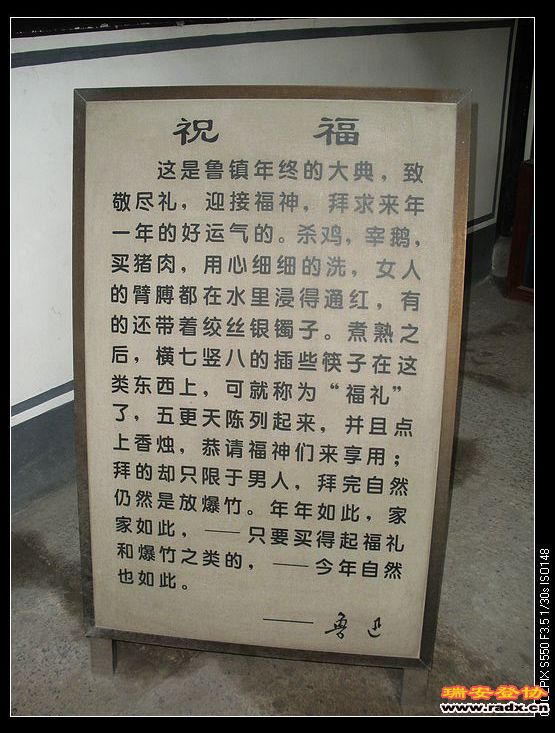 祝 福
这是鲁镇年终的大典，致
敬尽礼，迎接福神，拜求来年
一年的好运气的。杀鸡，宰鹅，
买猪肉，用心细细的洗，女人
的臂膊都在水里浸得通红，有
的还带着绞丝银镯子。煮熟之
后，横七竖八的插些筷子在这
类东西上，可就称为“福礼”
了，五更天陈列起来，并且点
上香烛，恭请福神们来享用；
拜的却只限于男人，拜完自然
仍然是放爆竹。年年如此，家
家如此，——只要买得起福礼
和爆竹之类的，——今年自然
也如此。
——鲁迅
瑞安登协
www.radx.cn
PIX S550 F3.5 1/30s ISO148